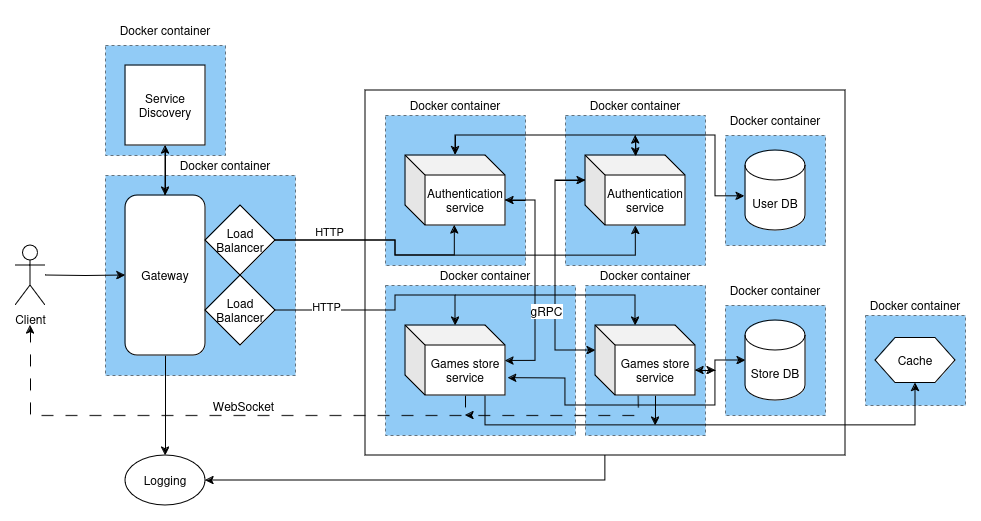 Docker container
Service
Discovery
Docker container
Gateway
Load
Balancer
Load
Balancer
HTTP
HTTP
Client
WebSocket
Logging
Docker container
Authentication
service
Docker container
Authentication
service
Docker container
User DB
gRPC
Docker container
Games store
service
Docker container
Games store
service
Docker container
Store DB
Docker container
Cache